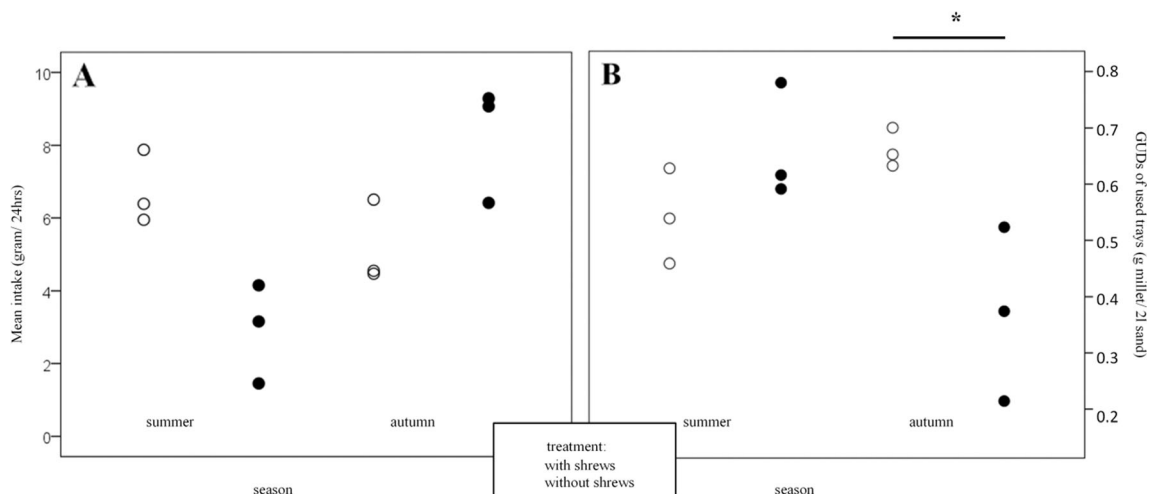 *
A
B
10
8
6
4
2
0
Mean intake (gram/ 24hrs)
summer
autumn
season
0.8
0.7
0.6
0.5
0.4
0.3
0.2
GUDs of used trays (g millet/ 2l sand)
summer
autumn
season
treatment:
with shrews
without shrews